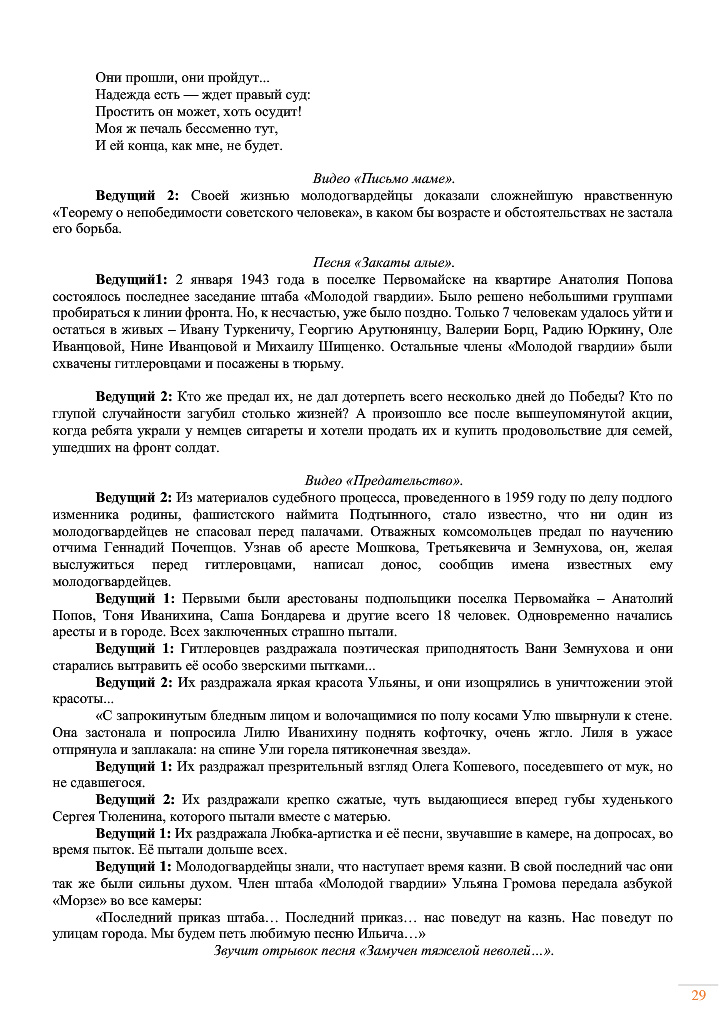 Они прошли, они пройдут...
Надежда есть — ждет правый суд:
Простить он может, хоть осудит!
Моя ж печаль бессменно тут,
И ей конца, как мне, не будет.
Видео «Письмо маме».
Ведущий 2: Своей жизнью молодогвардейцы доказали сложнейшую нравственную
«Теорему о непобедимости советского человека», в каком бы возрасте и обстоятельствах не застала
его борьба.
Песня «Закаты алые».
Ведущий1: 2 января 1943 года в поселке Первомайске на квартире Анатолия Попова
состоялось последнее заседание штаба «Молодой гвардии». Было решено небольшими группами
пробираться к линии фронта. Но, к несчастью, уже было поздно. Только 7 человекам удалось уйти и
остаться в живых – Ивану Туркеничу, Георгию Арутюнянцу, Валерии Борц, Радию Юркину, Оле
Иванцовой, Нине Иванцовой и Михаилу Шищенко. Остальные члены «Молодой гвардии» были
схвачены гитлеровцами и посажены в тюрьму.
Ведущий 2: Кто же предал их, не дал дотерпеть всего несколько дней до Победы? Кто по
глупой случайности загубил столько жизней? А произошло все после вышеупомянутой акции,
когда ребята украли у немцев сигареты и хотели продать их и купить продовольствие для семей,
ушедших на фронт солдат.
Видео «Предательство».
Ведущий 2: Из материалов судебного процесса, проведенного в 1959 году по делу подлого
изменника родины, фашистского наймита Подтынного, стало известно, что ни один из
молодогвардейцев не спасовал перед палачами. Отважных комсомольцев предал по научению
отчима Геннадий Почепцов. Узнав об аресте Мошкова, Третьякевича и Земнухова, он, желая
выслужиться перед гитлеровцами, написал донос, сообщив имена известных ему
молодогвардейцев.
Ведущий 1: Первыми были арестованы подпольщики поселка Первомайка – Анатолий
Попов, Тоня Иванихина, Саша Бондарева и другие всего 18 человек. Одновременно начались
аресты и в городе. Всех заключенных страшно пытали.
Ведущий 1: Гитлеровцев раздражала поэтическая приподнятость Вани Земнухова и они
старались вытравить её особо зверскими пытками...
Ведущий 2: Их раздражала яркая красота Ульяны, и они изощрялись в уничтожении этой
красоты...
«С запрокинутым бледным лицом и волочащимися по полу косами Улю швырнули к стене.
Она застонала и попросила Лилю Иванихину поднять кофточку, очень жгло. Лиля в ужасе
отпрянула и заплакала: на спине Ули горела пятиконечная звезда».
Ведущий 1: Их раздражал презрительный взгляд Олега Кошевого, поседевшего от мук, но
не сдавшегося.
Ведущий 2: Их раздражали крепко сжатые, чуть выдающиеся вперед губы худенького
Сергея Тюленина, которого пытали вместе с матерью.
Ведущий 1: Их раздражала Любка-артистка и её песни, звучавшие в камере, на допросах, во
время пыток. Её пытали дольше всех.
Ведущий 1: Молодогвардейцы знали, что наступает время казни. В свой последний час они
так же были сильны духом. Член штаба «Молодой гвардии» Ульяна Громова передала азбукой
«Морзе» во все камеры:
«Последний приказ штаба… Последний приказ… нас поведут на казнь. Нас поведут по
улицам города. Мы будем петь любимую песню Ильича…»
Звучит отрывок песня «Замучен тяжелой неволей…».
29